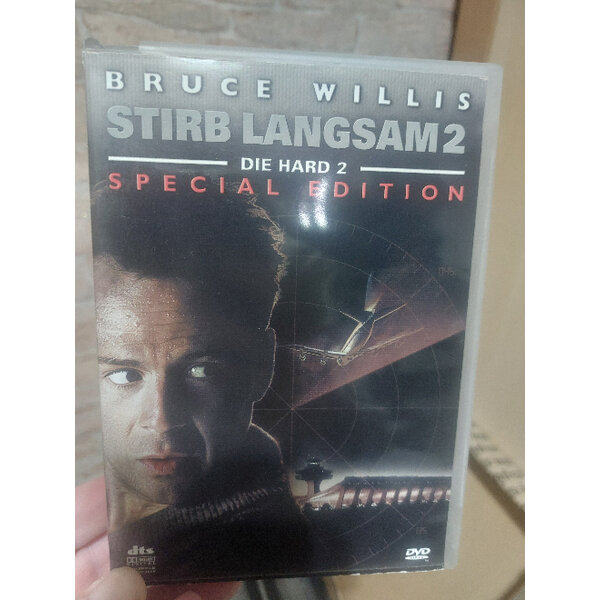 BRUCE WILLIS
STIRB LANGSAM 2
DIE HARD 2
SPECIAL EDITION
dts
DVD